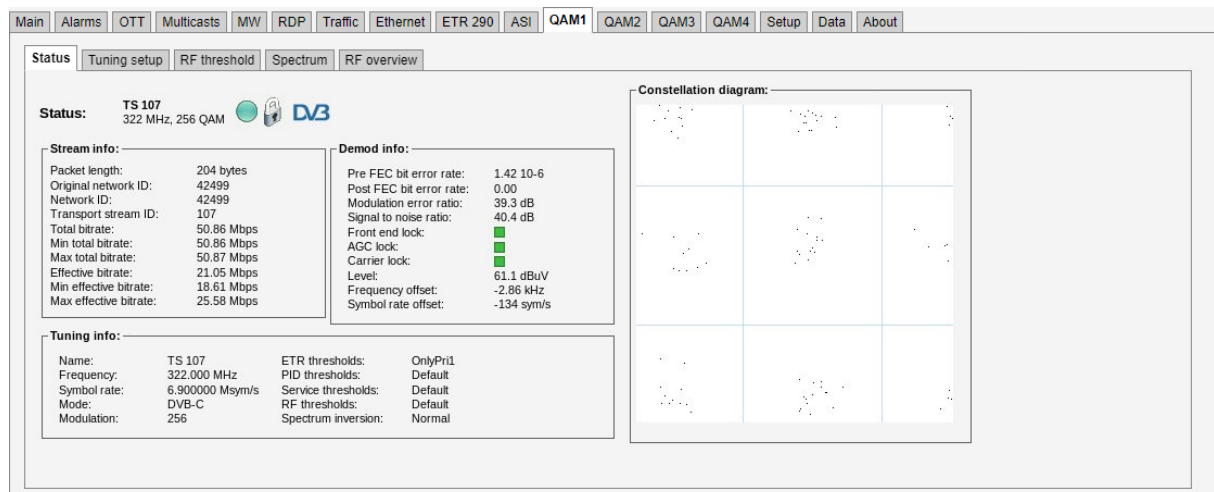 Main Alarms OTT Multicasts MW RDP Traffic Ethernet ETR 290 ASI QAM1 QAM2 QAM3 QAM4 Setup Data About
Status Tuning setup RF threshold Spectrum RF overview
Status:
TS 107
322 MHz, 256 QAM
DVB
Stream info:
Packet length: 204 bytes
Original network ID: 42499
Network ID: 42499
Transport stream ID: 107
Total bitrate: 50.86 Mbps
Min total bitrate: 50.86 Mbps
Max total bitrate: 50.87 Mbps
Effective bitrate: 21.05 Mbps
Min effective bitrate: 18.61 Mbps
Max effective bitrate: 25.58 Mbps
Demod info:
Pre FEC bit error rate: 1.42 10-6
Post FEC bit error rate: 0.00
Modulation error ratio: 39.3 dB
Signal to noise ratio: 40.4 dB
Front end lock:
AGC lock:
Carrier lock:
Level: 61.1 dBuV
Frequency offset: -2.86 kHz
Symbol rate offset: -134 sym/s
Tuning info:
Name: TS 107 ETR thresholds: OnlyPri1
Frequency: 322.000 MHz PID thresholds: Default
Symbol rate: 6.900000 Msym/s Service thresholds: Default
Mode: DVB-C RF thresholds: Default
Modulation: 256 Spectrum inversion: Normal
Constellation diagram: